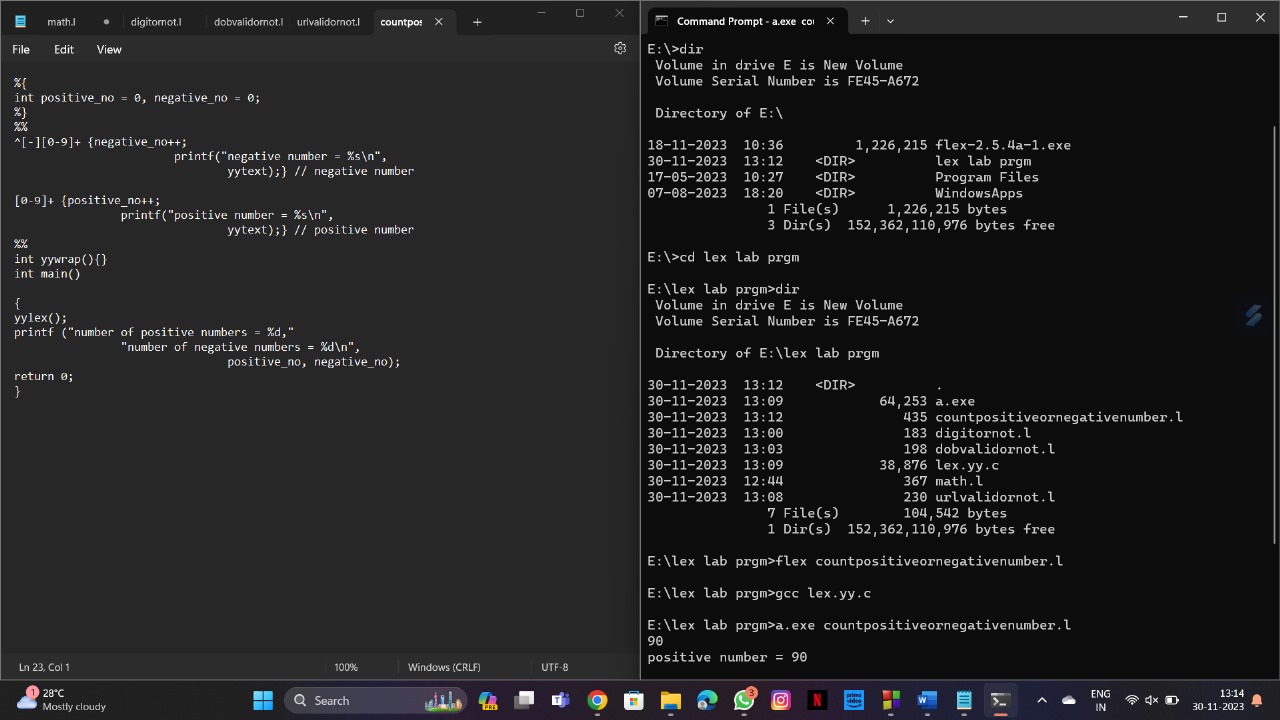 math.l
digitornot.l
dobvalidornot.l
urlvalidornot.l
countpos
File Edit View
%{
int positive_no = 0, negative_no = 0;
%}
%%
^[-][0-9]+ {negative_no++;
printf("negative number = %s\n",
yytext);} // negative number
[0-9]+ {positive_no++;
printf("positive number = %s\n",
yytext);} // positive number
%%
int yywrap(){}
int main()
{
yylex();
printf ("number of positive numbers = %d,"
"number of negative numbers = %d\n",
positive_no, negative_no);
return 0;
}
Ln 23, Col 1 100% Windows (CRLF) UTF-8
Command Prompt - a.exe cou
E:\>dir
Volume in drive E is New Volume
Volume Serial Number is FE45-A672
Directory of E:\
18-11-2023 10:36 1,226,215 flex-2.5.4a-1.exe
30-11-2023 13:12 <DIR> lex lab prgm
17-05-2023 10:27 <DIR> Program Files
07-08-2023 18:20 <DIR> WindowsApps
1 File(s) 1,226,215 bytes
3 Dir(s) 152,362,110,976 bytes free
E:\>cd lex lab prgm
E:\lex lab prgm>dir
Volume in drive E is New Volume
Volume Serial Number is FE45-A672
Directory of E:\lex lab prgm
30-11-2023 13:12 <DIR> .
30-11-2023 13:09 64,253 a.exe
30-11-2023 13:12 435 countpositiveornegativenumber.l
30-11-2023 13:00 183 digitornot.l
30-11-2023 13:03 198 dobvalidornot.l
30-11-2023 13:09 38,876 lex.yy.c
30-11-2023 12:44 367 math.l
30-11-2023 13:08 230 urlvalidornot.l
7 File(s) 104,542 bytes
1 Dir(s) 152,362,110,976 bytes free
E:\lex lab prgm>flex countpositiveornegativenumber.l
E:\lex lab prgm>gcc lex.yy.c
E:\lex lab prgm>a.exe countpositiveornegativenumber.l
90
positive number = 90
1
28°C
Mostly cloudy
Search
PRE
3
N
prime video
W
ENG
IN
13:14
30-11-2023